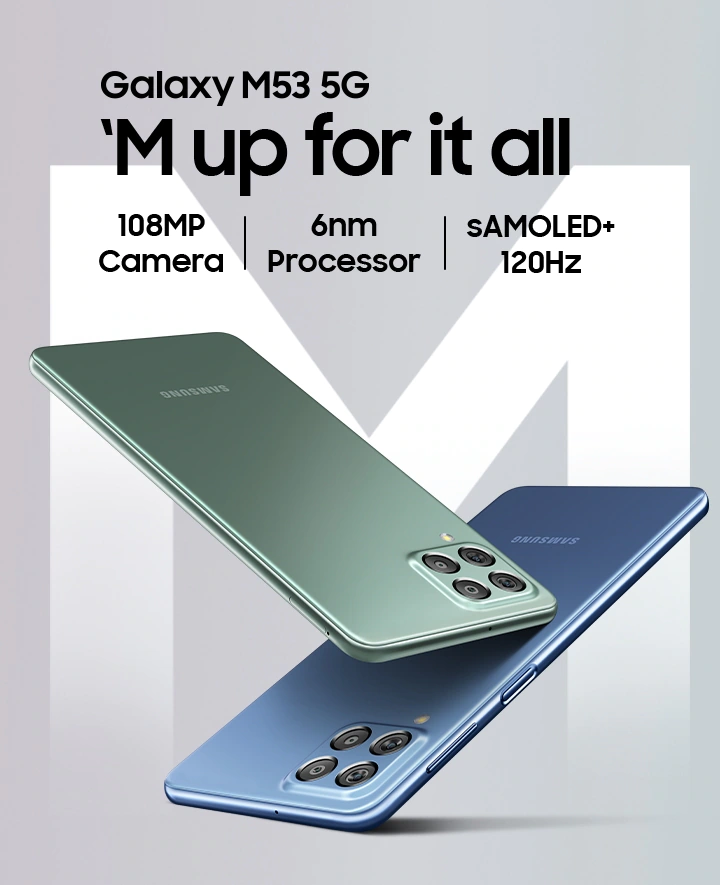 Galaxy M53 5G
‘M up for it all
108MP
Camera
6nm
Processor
sAMOLED+
120Hz
SAMSUNG
SAMSUNG